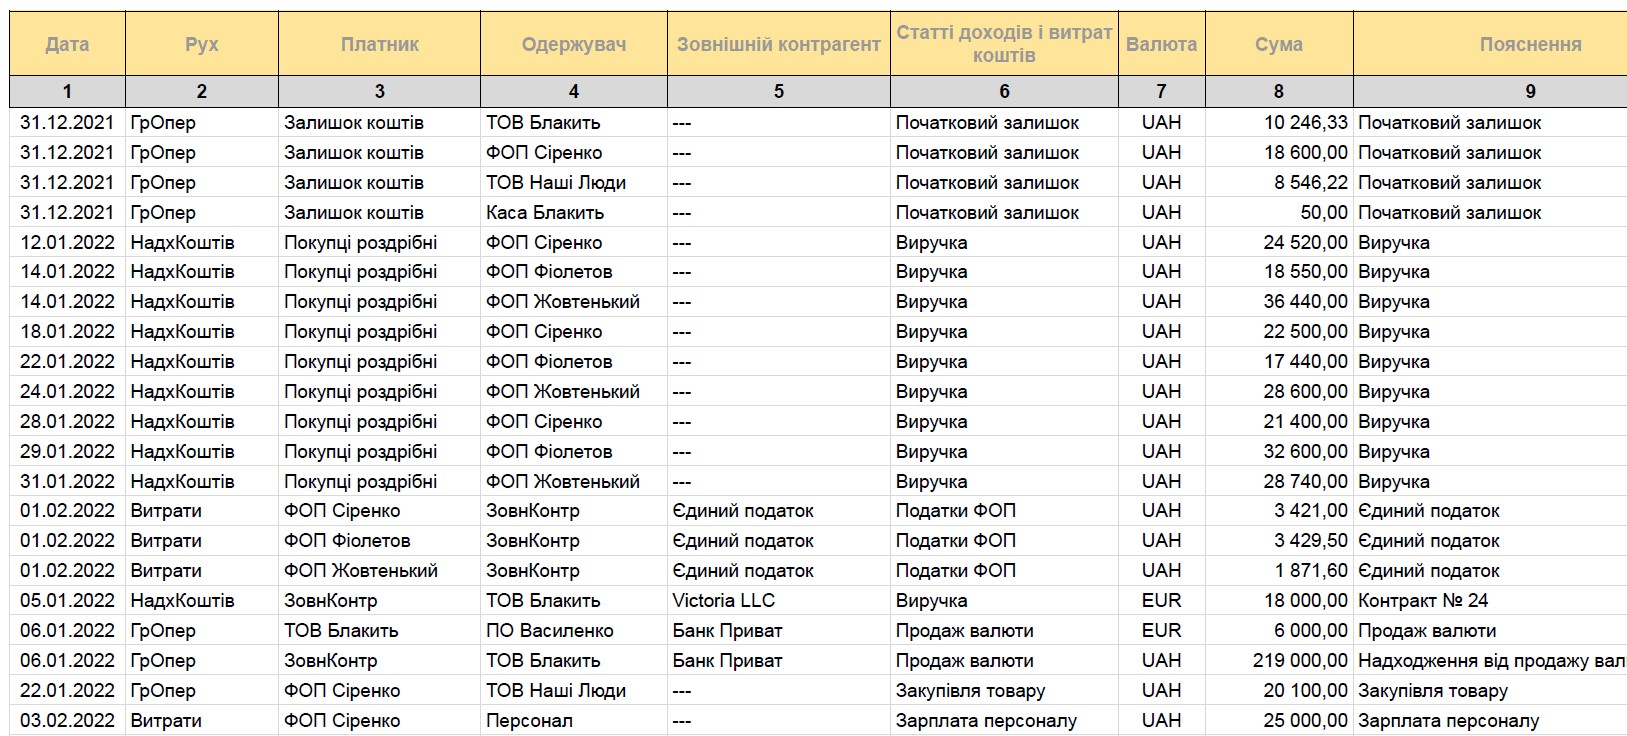 Дата Рух Платник Одержувач Зовнішній контрагент Статті доходів і витрат коштів Валюта Сума Пояснення
1 2 3 4 5 6 7 8 9
31.12.2021 ГрОпер Залишок коштів ТОВ Блакить --- Початковий залишок UAH 10 246,33 Початковий залишок
31.12.2021 ГрОпер Залишок коштів ФОП Сіренко --- Початковий залишок UAH 18 600,00 Початковий залишок
31.12.2021 ГрОпер Залишок коштів ТОВ Наші Люди --- Початковий залишок UAH 8 546,22 Початковий залишок
31.12.2021 ГрОпер Залишок коштів Каса Блакить --- Початковий залишок UAH 50,00 Початковий залишок
12.01.2022 НадхКоштів Покупці роздрібні ФОП Сіренко --- Виручка UAH 24 520,00 Виручка
14.01.2022 НадхКоштів Покупці роздрібні ФОП Фіолетов --- Виручка UAH 18 550,00 Виручка
14.01.2022 НадхКоштів Покупці роздрібні ФОП Жовтенький --- Виручка UAH 36 440,00 Виручка
18.01.2022 НадхКоштів Покупці роздрібні ФОП Сіренко --- Виручка UAH 22 500,00 Виручка
22.01.2022 НадхКоштів Покупці роздрібні ФОП Фіолетов --- Виручка UAH 17 440,00 Виручка
24.01.2022 НадхКоштів Покупці роздрібні ФОП Жовтенький --- Виручка UAH 28 600,00 Виручка
28.01.2022 НадхКоштів Покупці роздрібні ФОП Сіренко --- Виручка UAH 21 400,00 Виручка
29.01.2022 НадхКоштів Покупці роздрібні ФОП Фіолетов --- Виручка UAH 32 600,00 Виручка
31.01.2022 НадхКоштів Покупці роздрібні ФОП Жовтенький --- Виручка UAH 28 740,00 Виручка
01.02.2022 Витрати ФОП Сіренко ЗовнКонтр Єдиний податок Податки ФОП UAH 3 421,00 Єдиний податок
01.02.2022 Витрати ФОП Фіолетов ЗовнКонтр Єдиний податок Податки ФОП UAH 3 429,50 Єдиний податок
01.02.2022 Витрати ФОП Жовтенький ЗовнКонтр Єдиний податок Податки ФОП UAH 1 871,60 Єдиний податок
05.01.2022 НадхКоштів ЗовнКонтр ТОВ Блакить Victoria LLC Виручка EUR 18 000,00 Контракт № 24
06.01.2022 ГрОпер ТОВ Блакить ПО Василенко Банк Приват Продаж валюти EUR 6 000,00 Продаж валюти
06.01.2022 ГрОпер ЗовнКонтр ТОВ Блакить Банк Приват Продаж валюти UAH 219 000,00 Надходження від продажу
22.01.2022 ГрОпер ФОП Сіренко ТОВ Наші Люди --- Закупівля товару UAH 20 100,00 Закупівля товару
03.02.2022 Витрати ФОП Сіренко Персонал --- Зарплата персоналу UAH 25 000,00 Зарплата персоналу